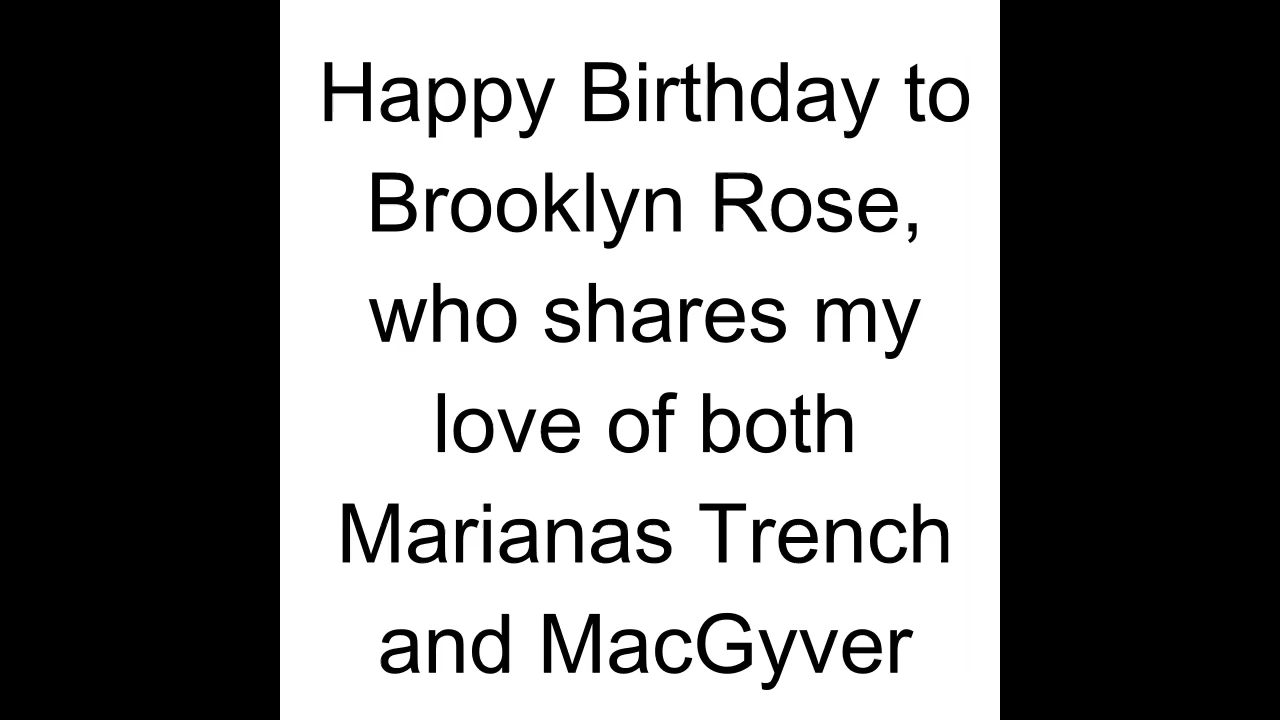 Happy Birthday to
Brooklyn Rose,
who shares my
love of both
Marianas Trench
and MacGyver